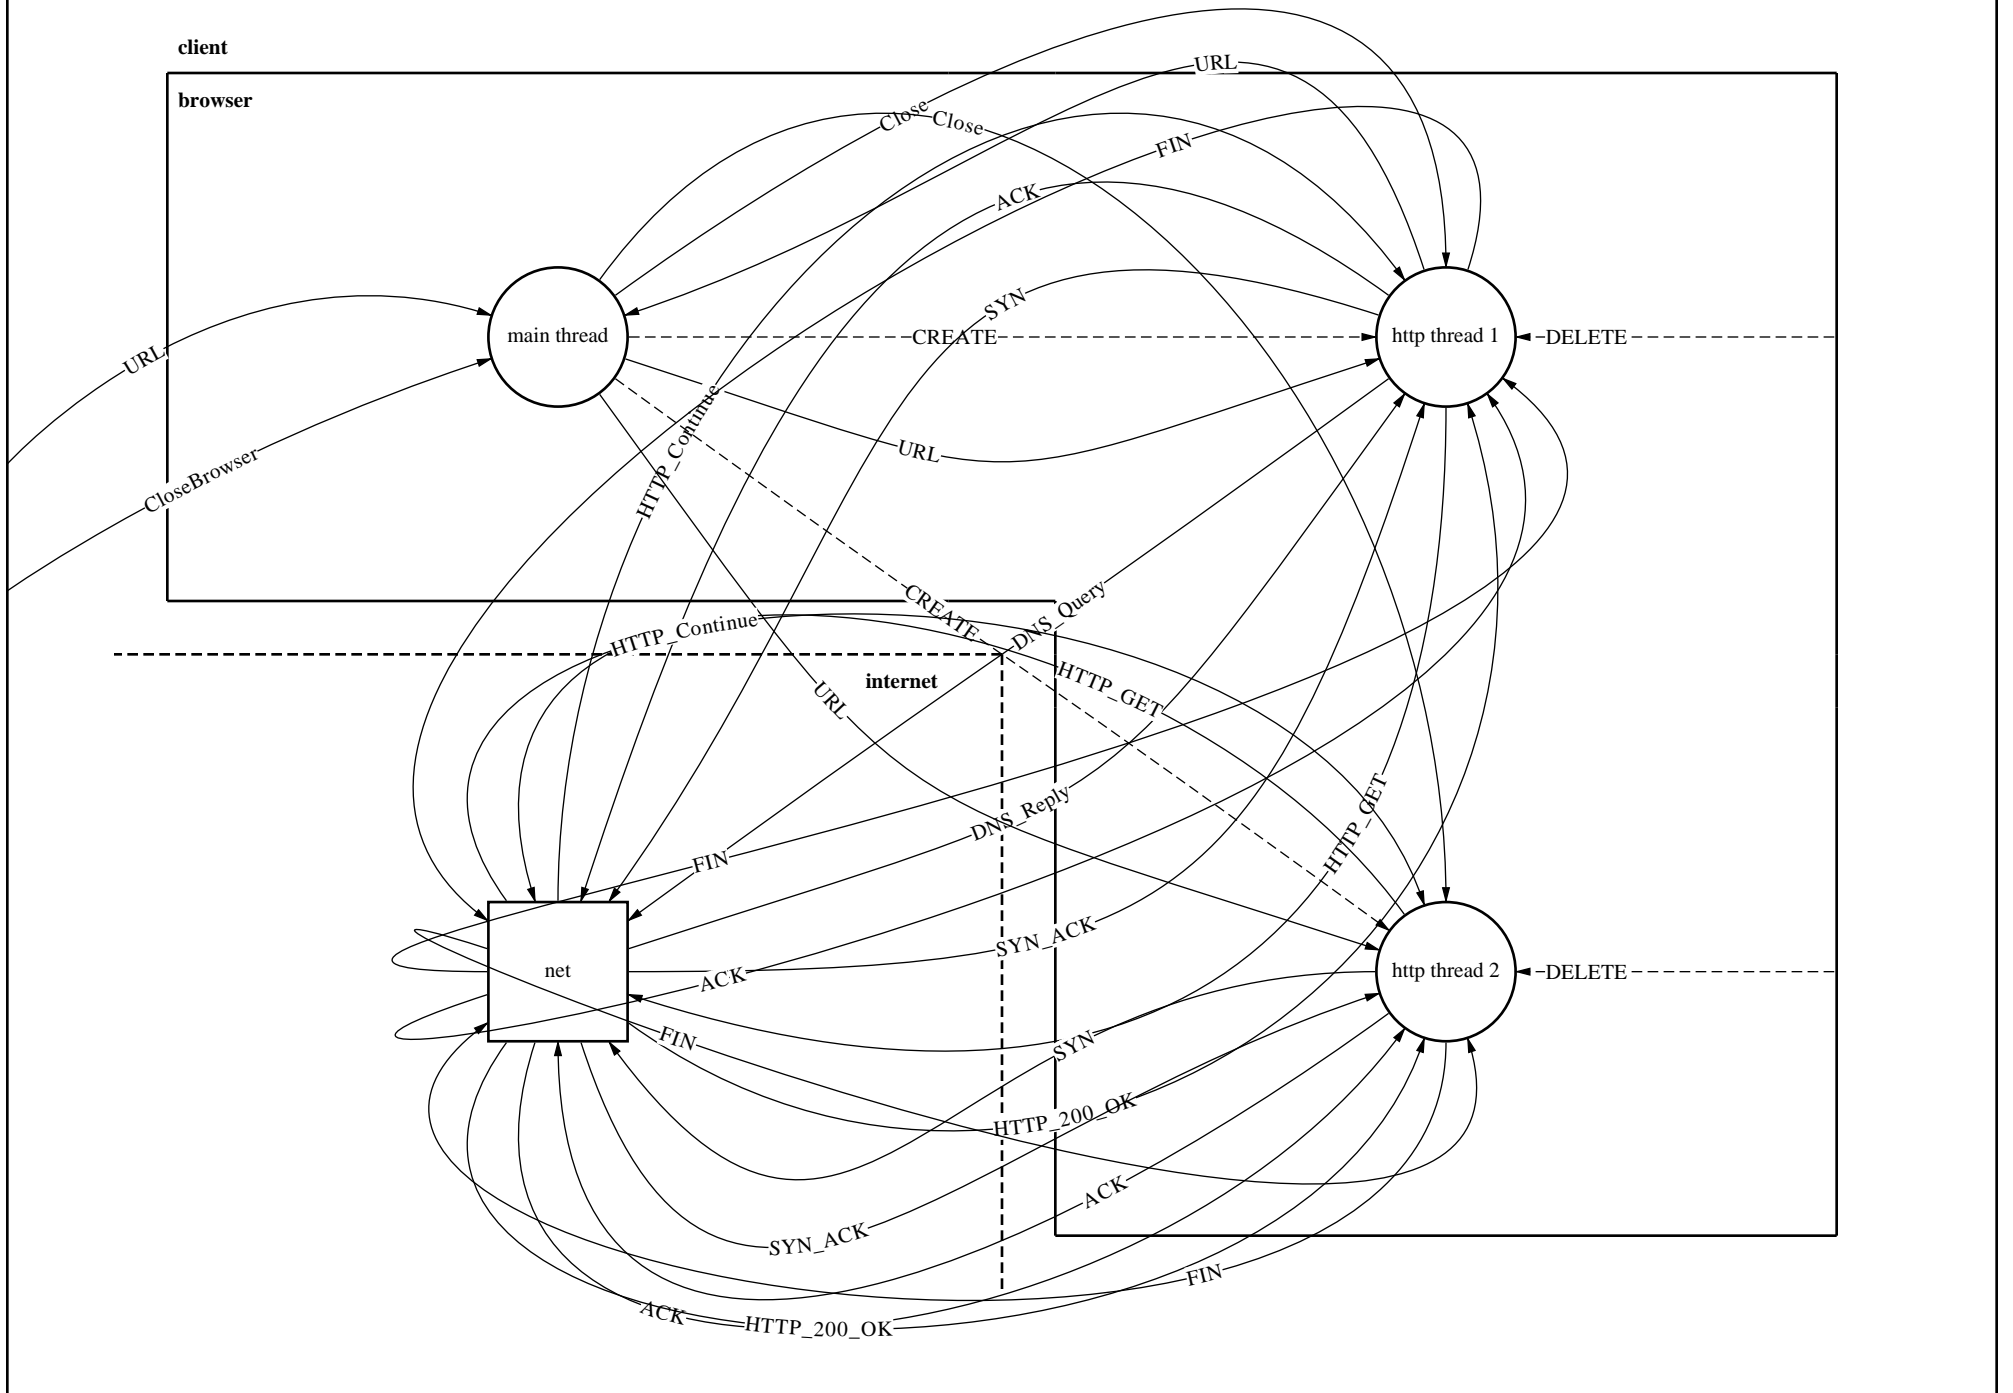 client
URL
browser
Close
Close
FIN
ACK
SYN
main thread
CREATE
http thread 1
DELETE
URL
HTTP_Continue
URL
CloseBrowser
CREATE
DNS_Query
HTTP_Continue
internet
HTTP_GET
URL
DNS_Reply
HTTP_GET
FIN
SYN_ACK
net
ACK
http thread 2
DELETE
FIN
SYN
HTTP_200_OK
ACK
SYN_ACK
FIN
ACK
HTTP_200_OK